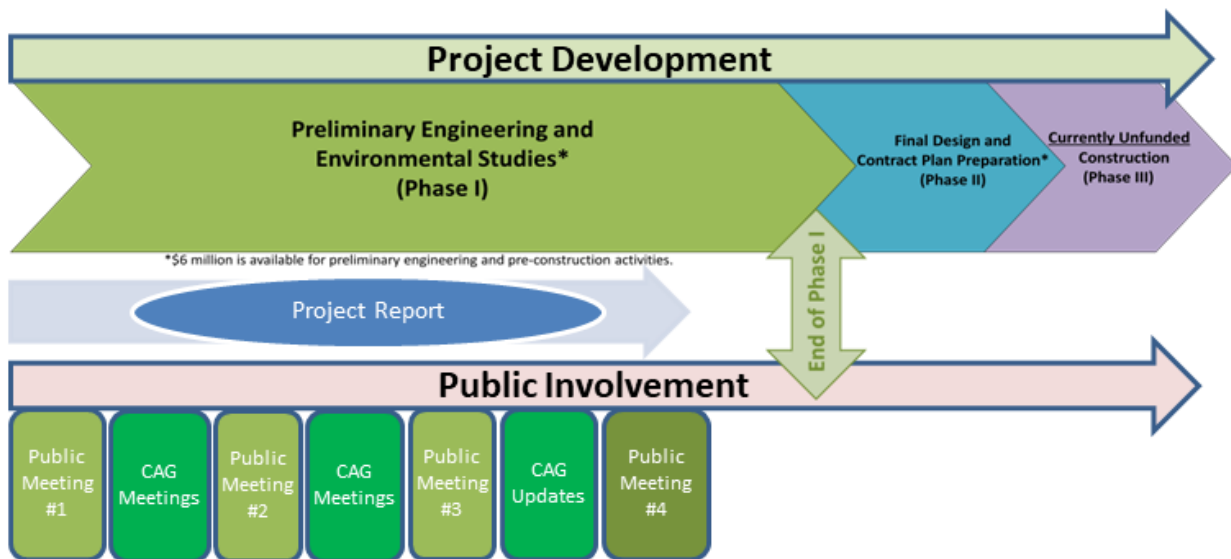 Project Development
Preliminary Engineering and
Environmental Studies*
(Phase I)
Final Design and
Contract Plan Preparation*
(Phase II)
Currently Unfunded
Construction
(Phase III)
*$6 million is available for preliminary engineering and pre-construction activities.
Project Report
End of Phase I
Public Involvement
Public
Meeting
#1
CAG
Meetings
Public
Meeting
#2
CAG
Meetings
Public
Meeting
#3
CAG
Updates
Public
Meeting
#4